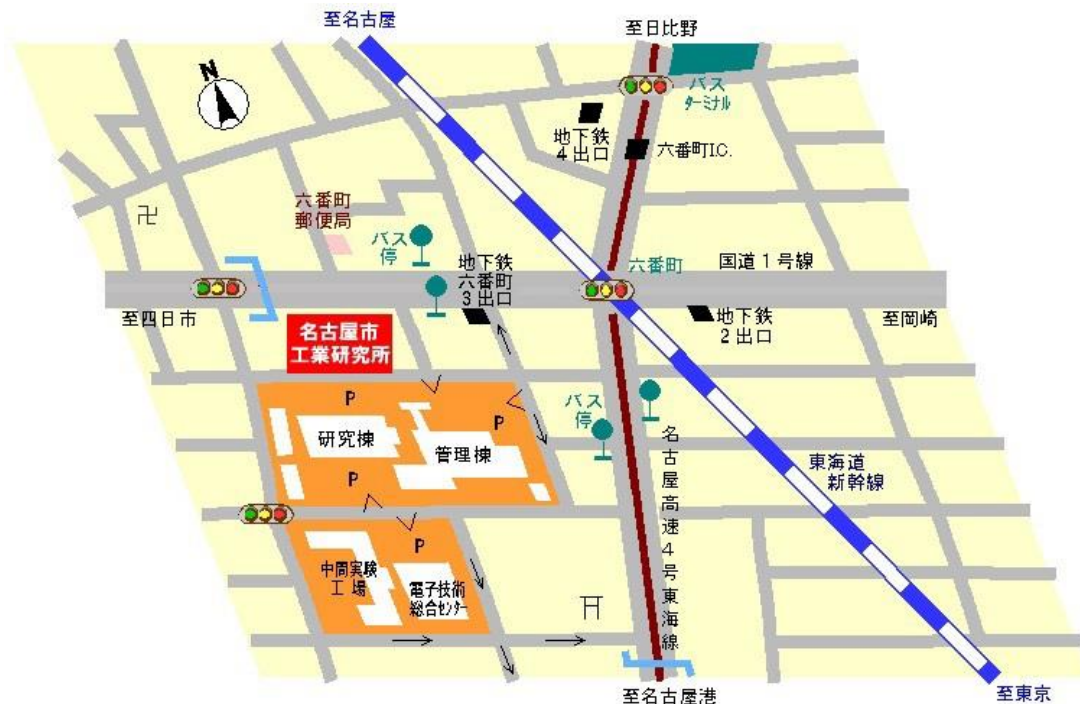 至名古屋
至日比野
N
バス
ターミナル
地下鉄
4出口
六番町I.C.
六番町
郵便局
バス
停
地下鉄
六番町
3出口
六番町
国道1号線
至四日市
地下鉄
2出口
至岡崎
名古屋市
工業研究所
P
研究棟
P
管理棟
P
バス
停
名古屋高速4号東海線
東海道
新幹線
P
中間実験
工場
電子技術
総合センター
至名古屋港
至東京